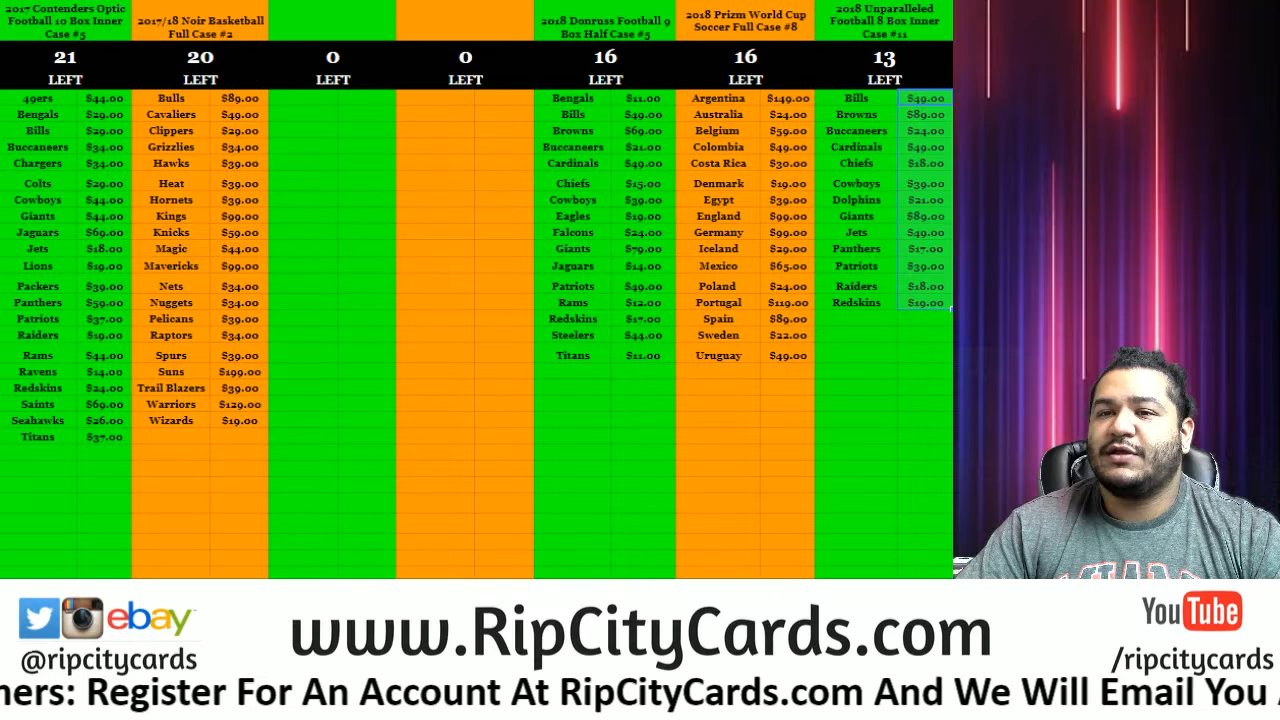 2017 Contenders Optic
Football 10 Box Inner
Case #5
21
LEFT
49ers $44.00
Bengals $29.00
Bills $29.00
Buccaneers $34.00
Chargers $34.00
Colts $29.00
Cowboys $44.00
Giants $44.00
Jaguars $69.00
Jets $18.00
Lions $19.00
Packers $39.00
Panthers $59.00
Patriots $37.00
Raiders $19.00
Rams $44.00
Ravens $14.00
Redskins $24.00
Saints $69.00
Seahawks $26.00
Titans $37.00
2017/18 Noir Basketball
Full Case #2
20
LEFT
Bulls $89.00
Cavaliers $49.00
Clippers $29.00
Grizzlies $34.00
Hawks $39.00
Heat $39.00
Hornets $39.00
Kings $99.00
Knicks $59.00
Magic $44.00
Mavericks $99.00
Nets $34.00
Nuggets $34.00
Pelicans $39.00
Raptors $34.00
Spurs $39.00
Suns $199.00
Trail Blazers $39.00
Warriors $129.00
Wizards $19.00
0
LEFT
0
LEFT
2018 Donruss Football 9
Box Half Case #5
16
LEFT
Bengals $11.00
Bills $49.00
Browns $69.00
Buccaneers $21.00
Cardinals $49.00
Chiefs $15.00
Cowboys $39.00
Eagles $19.00
Falcons $24.00
Giants $79.00
Jaguars $14.00
Patriots $49.00
Rams $12.00
Redskins $17.00
Steelers $44.00
Titans $11.00
2018 Prizm World Cup
Soccer Full Case #8
16
LEFT
Argentina $149.00
Australia $24.00
Belgium $59.00
Colombia $49.00
Costa Rica $30.00
Denmark $19.00
Egypt $39.00
England $99.00
Germany $99.00
Iceland $29.00
Mexico $65.00
Poland $24.00
Portugal $119.00
Spain $89.00
Sweden $22.00
Uruguay $49.00
2018 Unparalleled
Football 8 Box Inner
Case #11
13
LEFT
Bills $49.00
Browns $89.00
Buccaneers $24.00
Cardinals $49.00
Chiefs $18.00
Cowboys $39.00
Dolphins $21.00
Giants $89.00
Jets $49.00
Panthers $17.00
Patriots $39.00
Raiders $18.00
Redskins $19.00
ebay
@ripcitycards
www.RipCityCards.com
YouTube
/ripcitycards
ners: Register For An Account At RipCityCards.com And We Will Email You